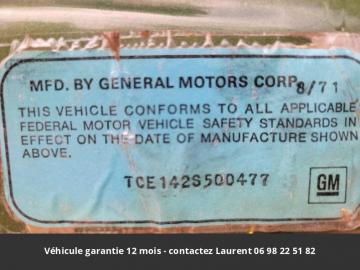 MFD. BY GENERAL MOTORS CORP. 8/71
THIS VEHICLE CONFORMS TO ALL APPLICABLE
FEDERAL MOTOR VEHICLE SAFETY STANDARDS IN
EFFECT ON THE DATE OF MANUFACTURE SHOWN
ABOVE.
TCE142S500477
GM
Véhicule garantie 12 mois - contactez Laurent 06 98 22 51 82